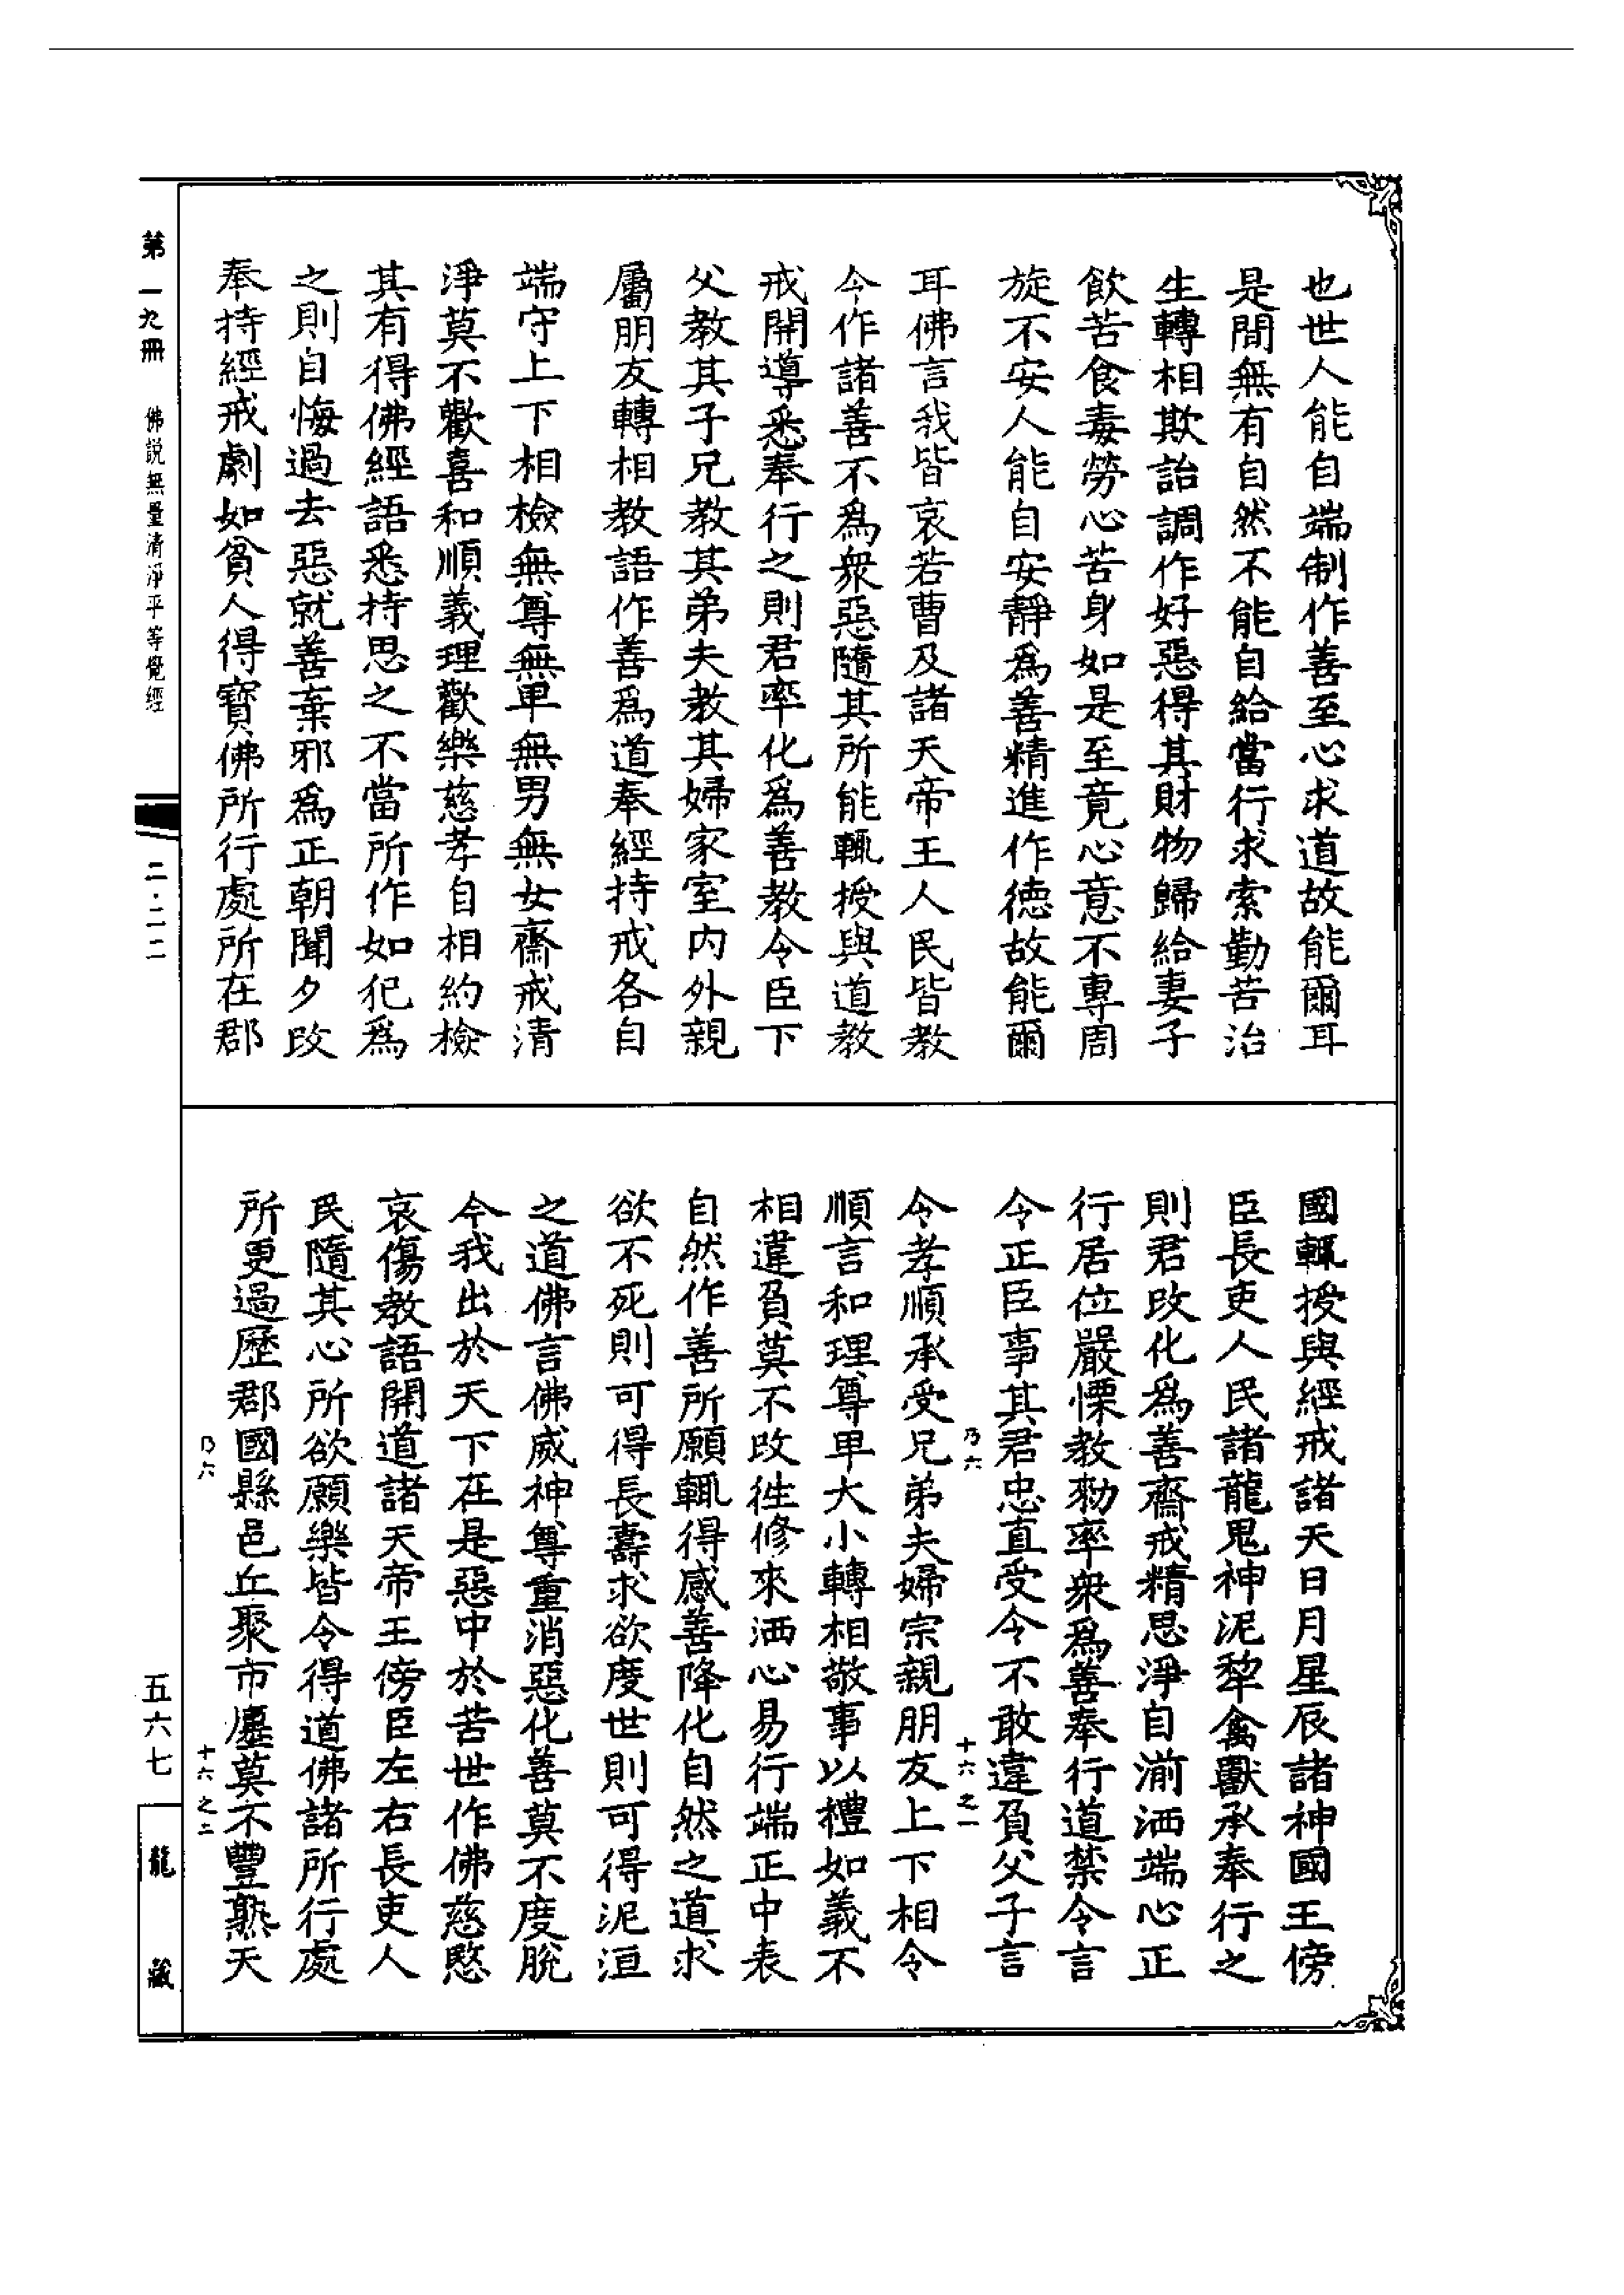 也世人能自端制作善至心求道故能爾耳
是間無有自然不能自給當行求索勤苦治
生轉相欺詒調作好惡得其財物歸給妻子
飲苦食毒勞心苦身如是至竟心意不專周
旋不安人能自安靜爲善精進作德故能爾
耳佛言我皆哀若曹及諸天帝王人民皆教
令作諸善不爲衆惡隨其所能輒授與道教
戒開導悉奉行之則君率化爲善教令臣下
父教其子兄教其弟夫教其婦家室内外親
屬朋友轉相教語作善爲道奉經持戒各自
端守上下相檢無尊無卑無男無女齋戒清
淨莫不歡喜和順義理歡樂慈孝自相約檢
其有得佛經語悉持思之不當所作如犯爲
之則自悔過去惡就善棄邪爲正朝聞夕改
奉持經戒劇如貧人得寶佛所行處所在郡
國輒授與經戒諸天日月星辰諸神國王傍
臣長吏人民諸龍鬼神泥犂禽獸承奉行之
則君改化爲善齋戒精思淨自湔洒端心正
行居位嚴慄教勑率衆爲善奉行道禁令言
令正臣事其君忠直受令不敢違負父子言
乃六 十六之一
令孝順承受兄弟夫婦宗親朋友上下相令
順言和理尊卑大小轉相敬事以禮如義不
相違負莫不改徃修來洒心易行端正中表
自然作善所願輒得感善降化自然之道求
欲不死則可得長壽求欲度世則可得泥洹
之道佛言佛威神尊重消惡化善莫不度脫
今我出於天下在是惡中於苦世作佛慈愍
哀傷教語開道諸天帝王傍臣左右長吏人
民隨其心所欲願樂皆令得道佛諸所行處
所更過歷郡國縣邑丘聚市廛莫不豐熟天
乃六 十六之二
第一九冊 佛説無量清淨平等覺經 二·二二 五六七 龍藏